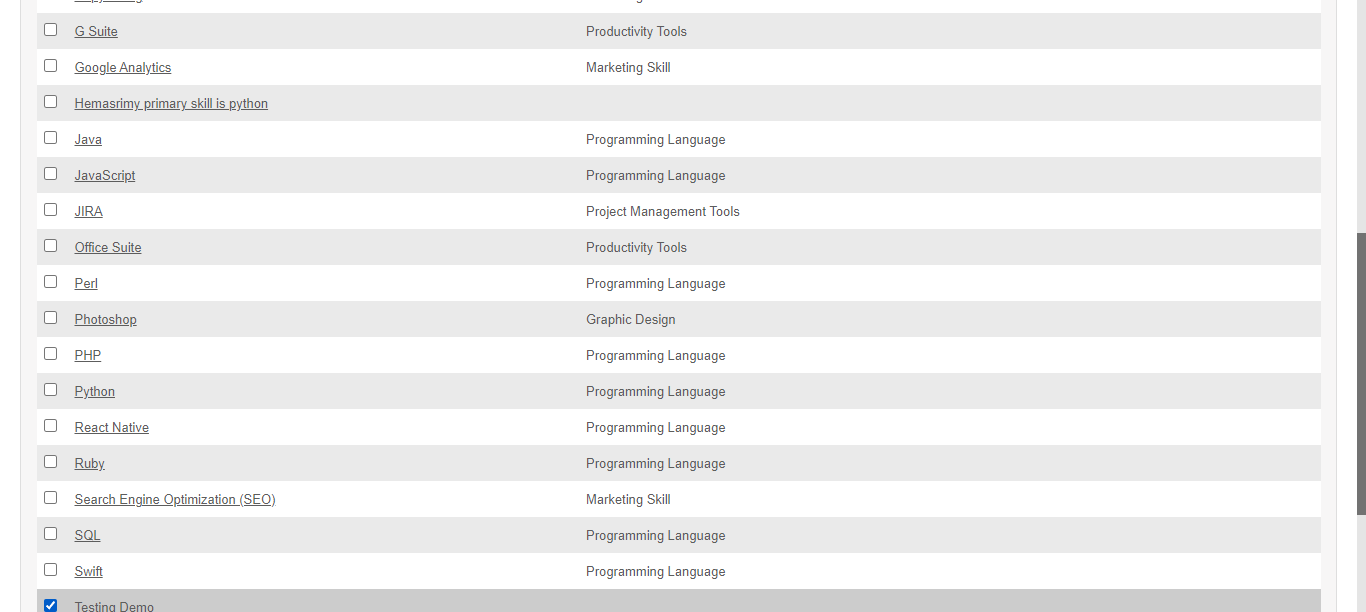 G Suite Productivity Tools
Google Analytics Marketing Skill
Hemasrimy primary skill is python
Java Programming Language
JavaScript Programming Language
JIRA Project Management Tools
Office Suite Productivity Tools
Perl Programming Language
Photoshop Graphic Design
PHP Programming Language
Python Programming Language
React Native Programming Language
Ruby Programming Language
Search Engine Optimization (SEO) Marketing Skill
SQL Programming Language
Swift Programming Language
Testing Demo